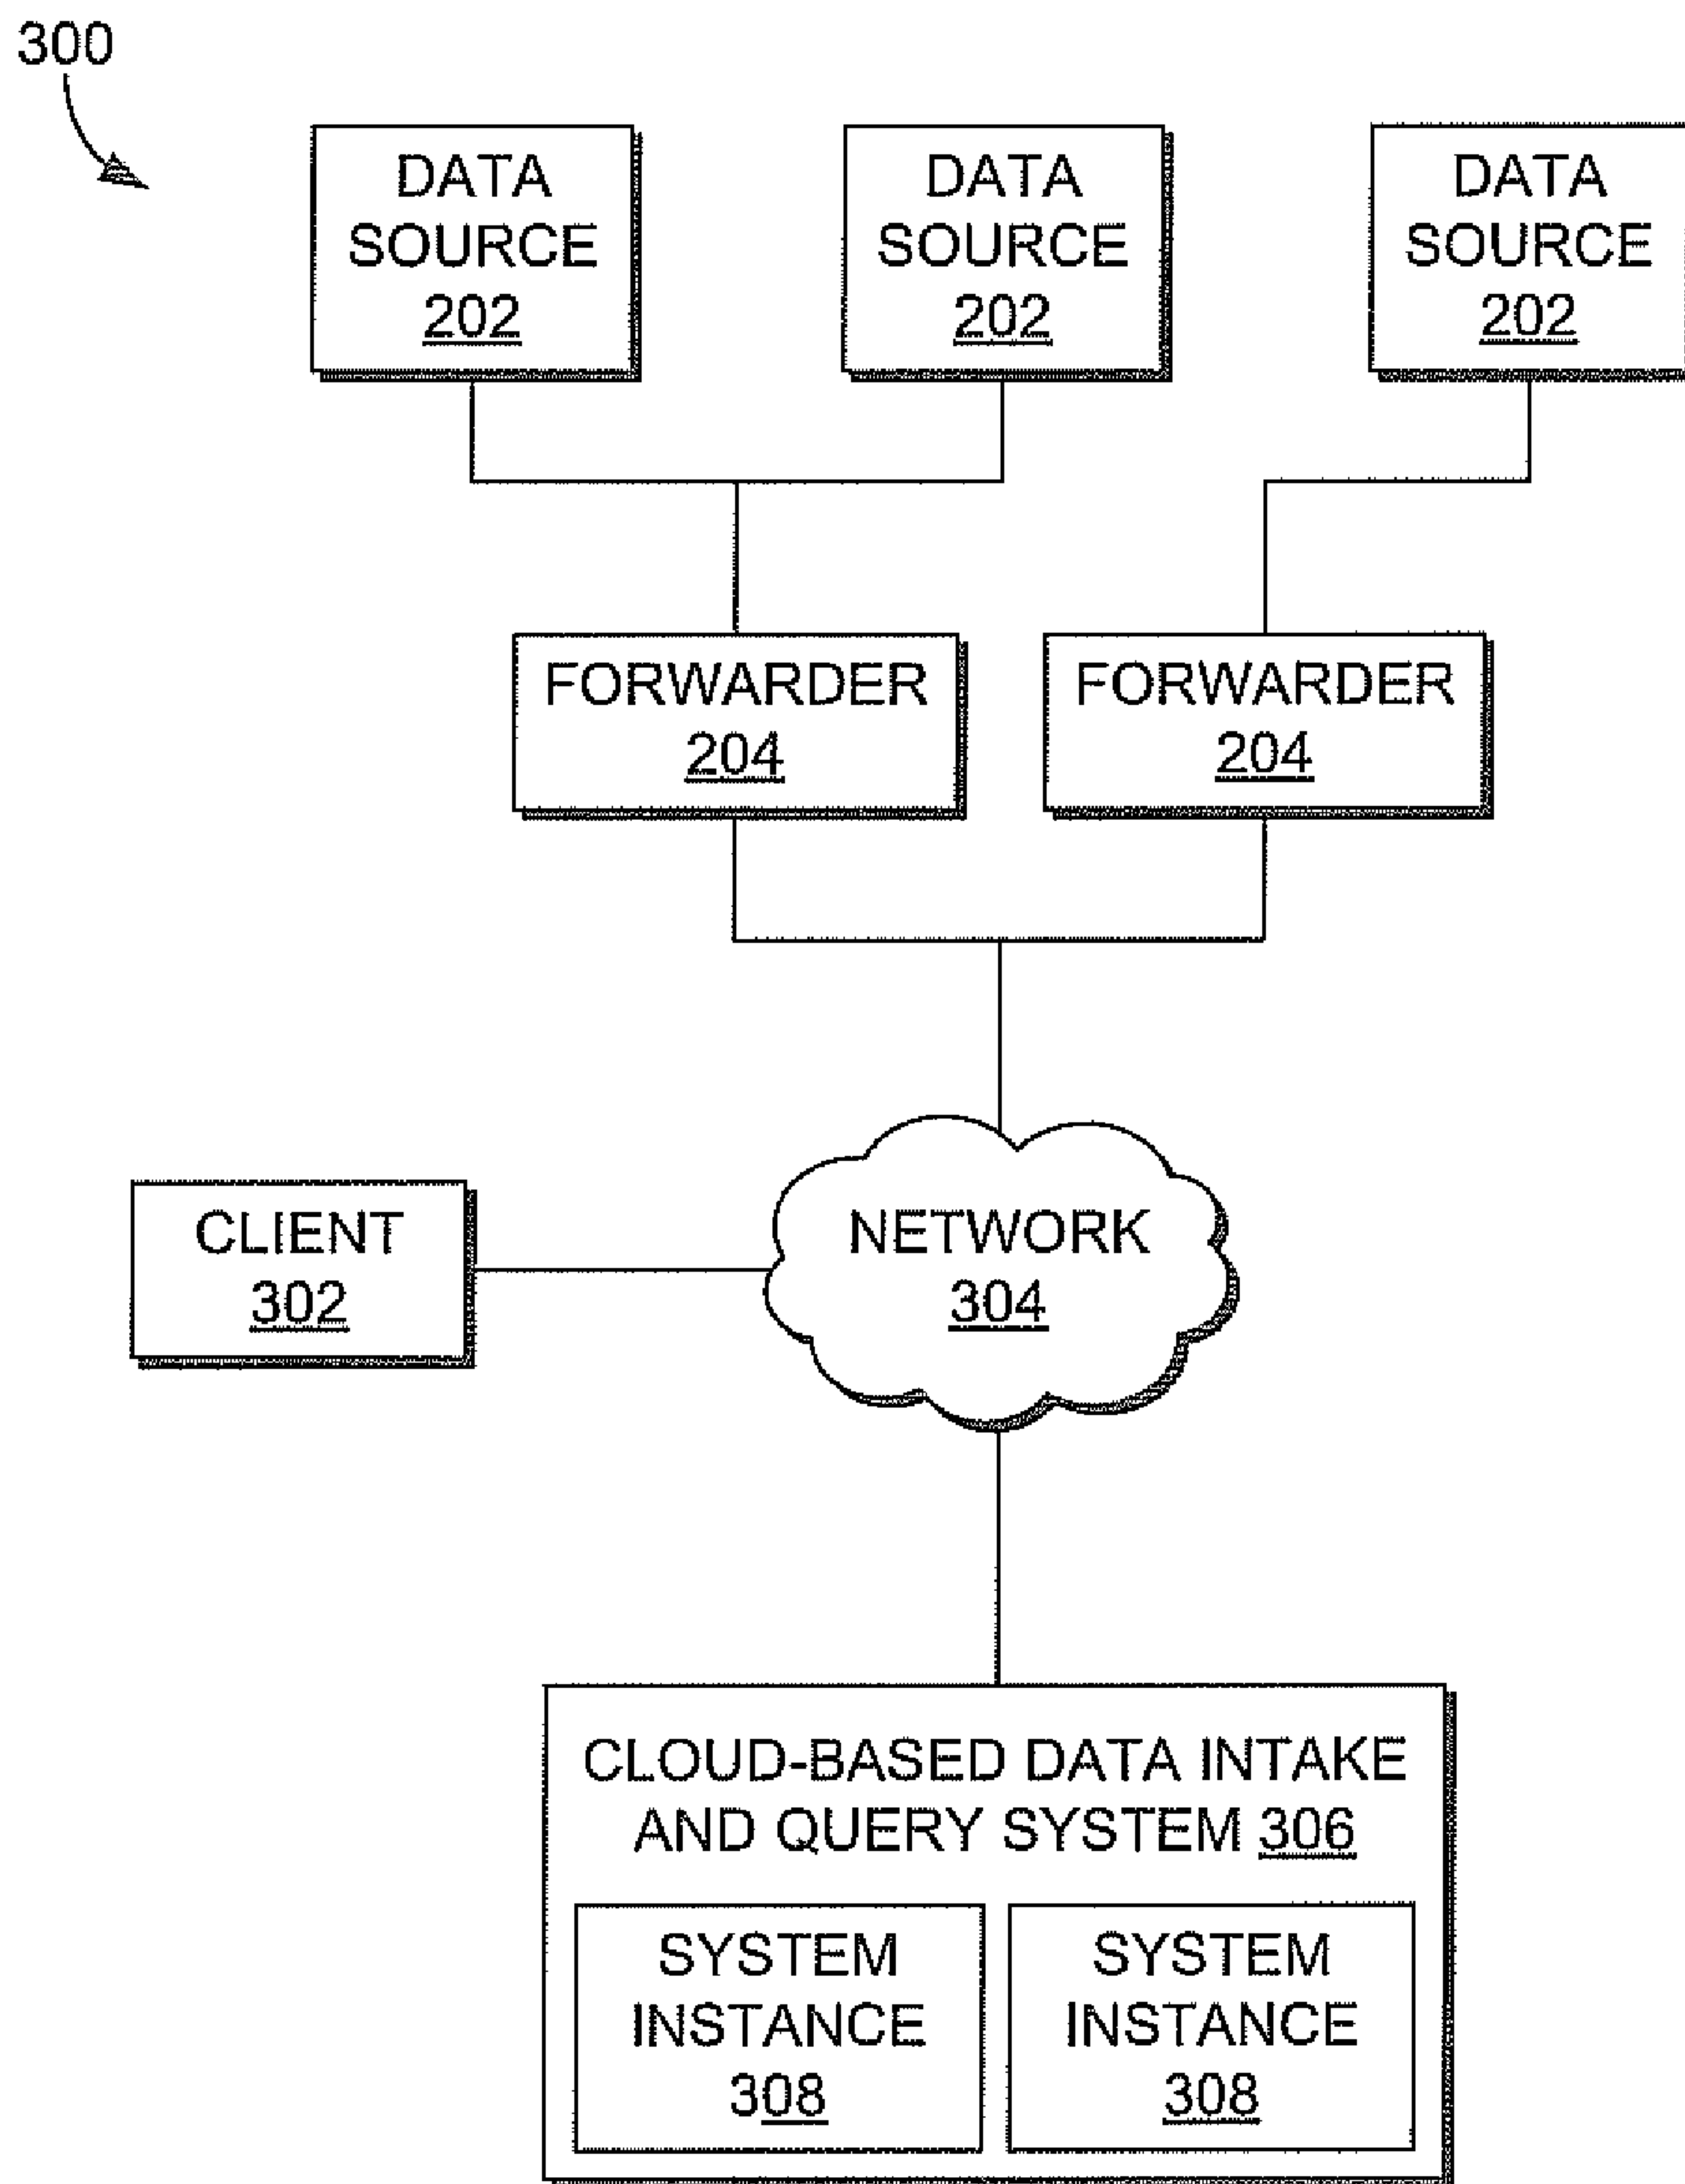 300
DATA
SOURCE
202
DATA
SOURCE
202
DATA
SOURCE
202
FORWARDER
204
FORWARDER
204
CLIENT
302
NETWORK
304
CLOUD-BASED DATA INTAKE
AND QUERY SYSTEM 306
SYSTEM
INSTANCE
308
SYSTEM
INSTANCE
308